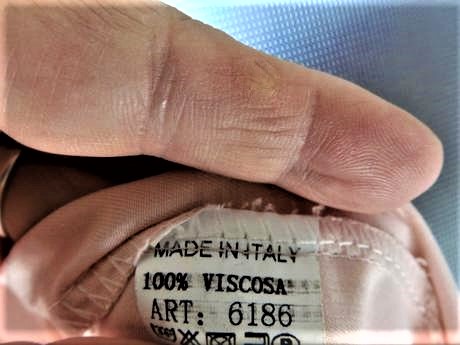 MADE IN ITALY
100% VISCOSA
ART: 6186